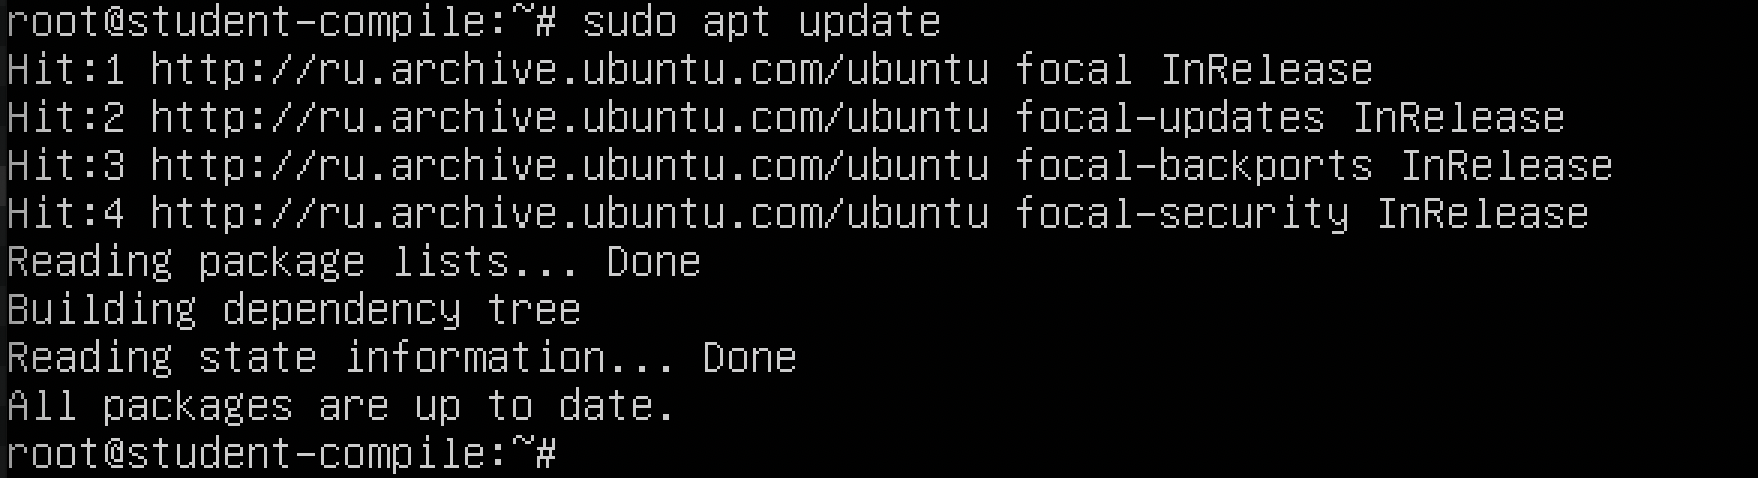 root@student-compile:~# sudo apt update
Hit:1 http://ru.archive.ubuntu.com/ubuntu focal InRelease
Hit:2 http://ru.archive.ubuntu.com/ubuntu focal-updates InRelease
Hit:3 http://ru.archive.ubuntu.com/ubuntu focal-backports InRelease
Hit:4 http://ru.archive.ubuntu.com/ubuntu focal-security InRelease
Reading package lists... Done
Building dependency tree
Reading state information... Done
All packages are up to date.
root@student-compile:~#